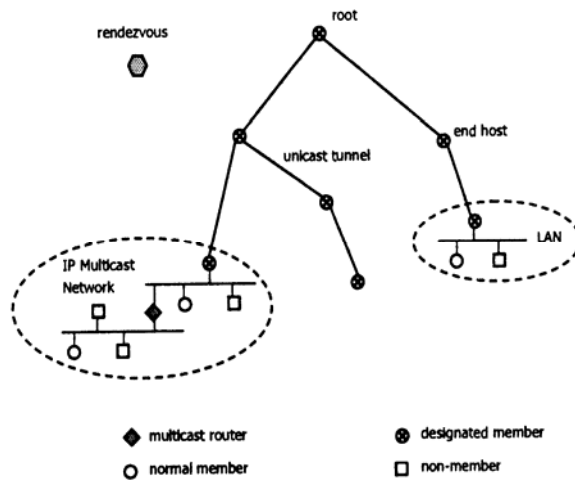 root
rendezvous
end host
unicast tunnel
LAN
IP Multicast
Network
multicast router
designated member
normal member
non-member